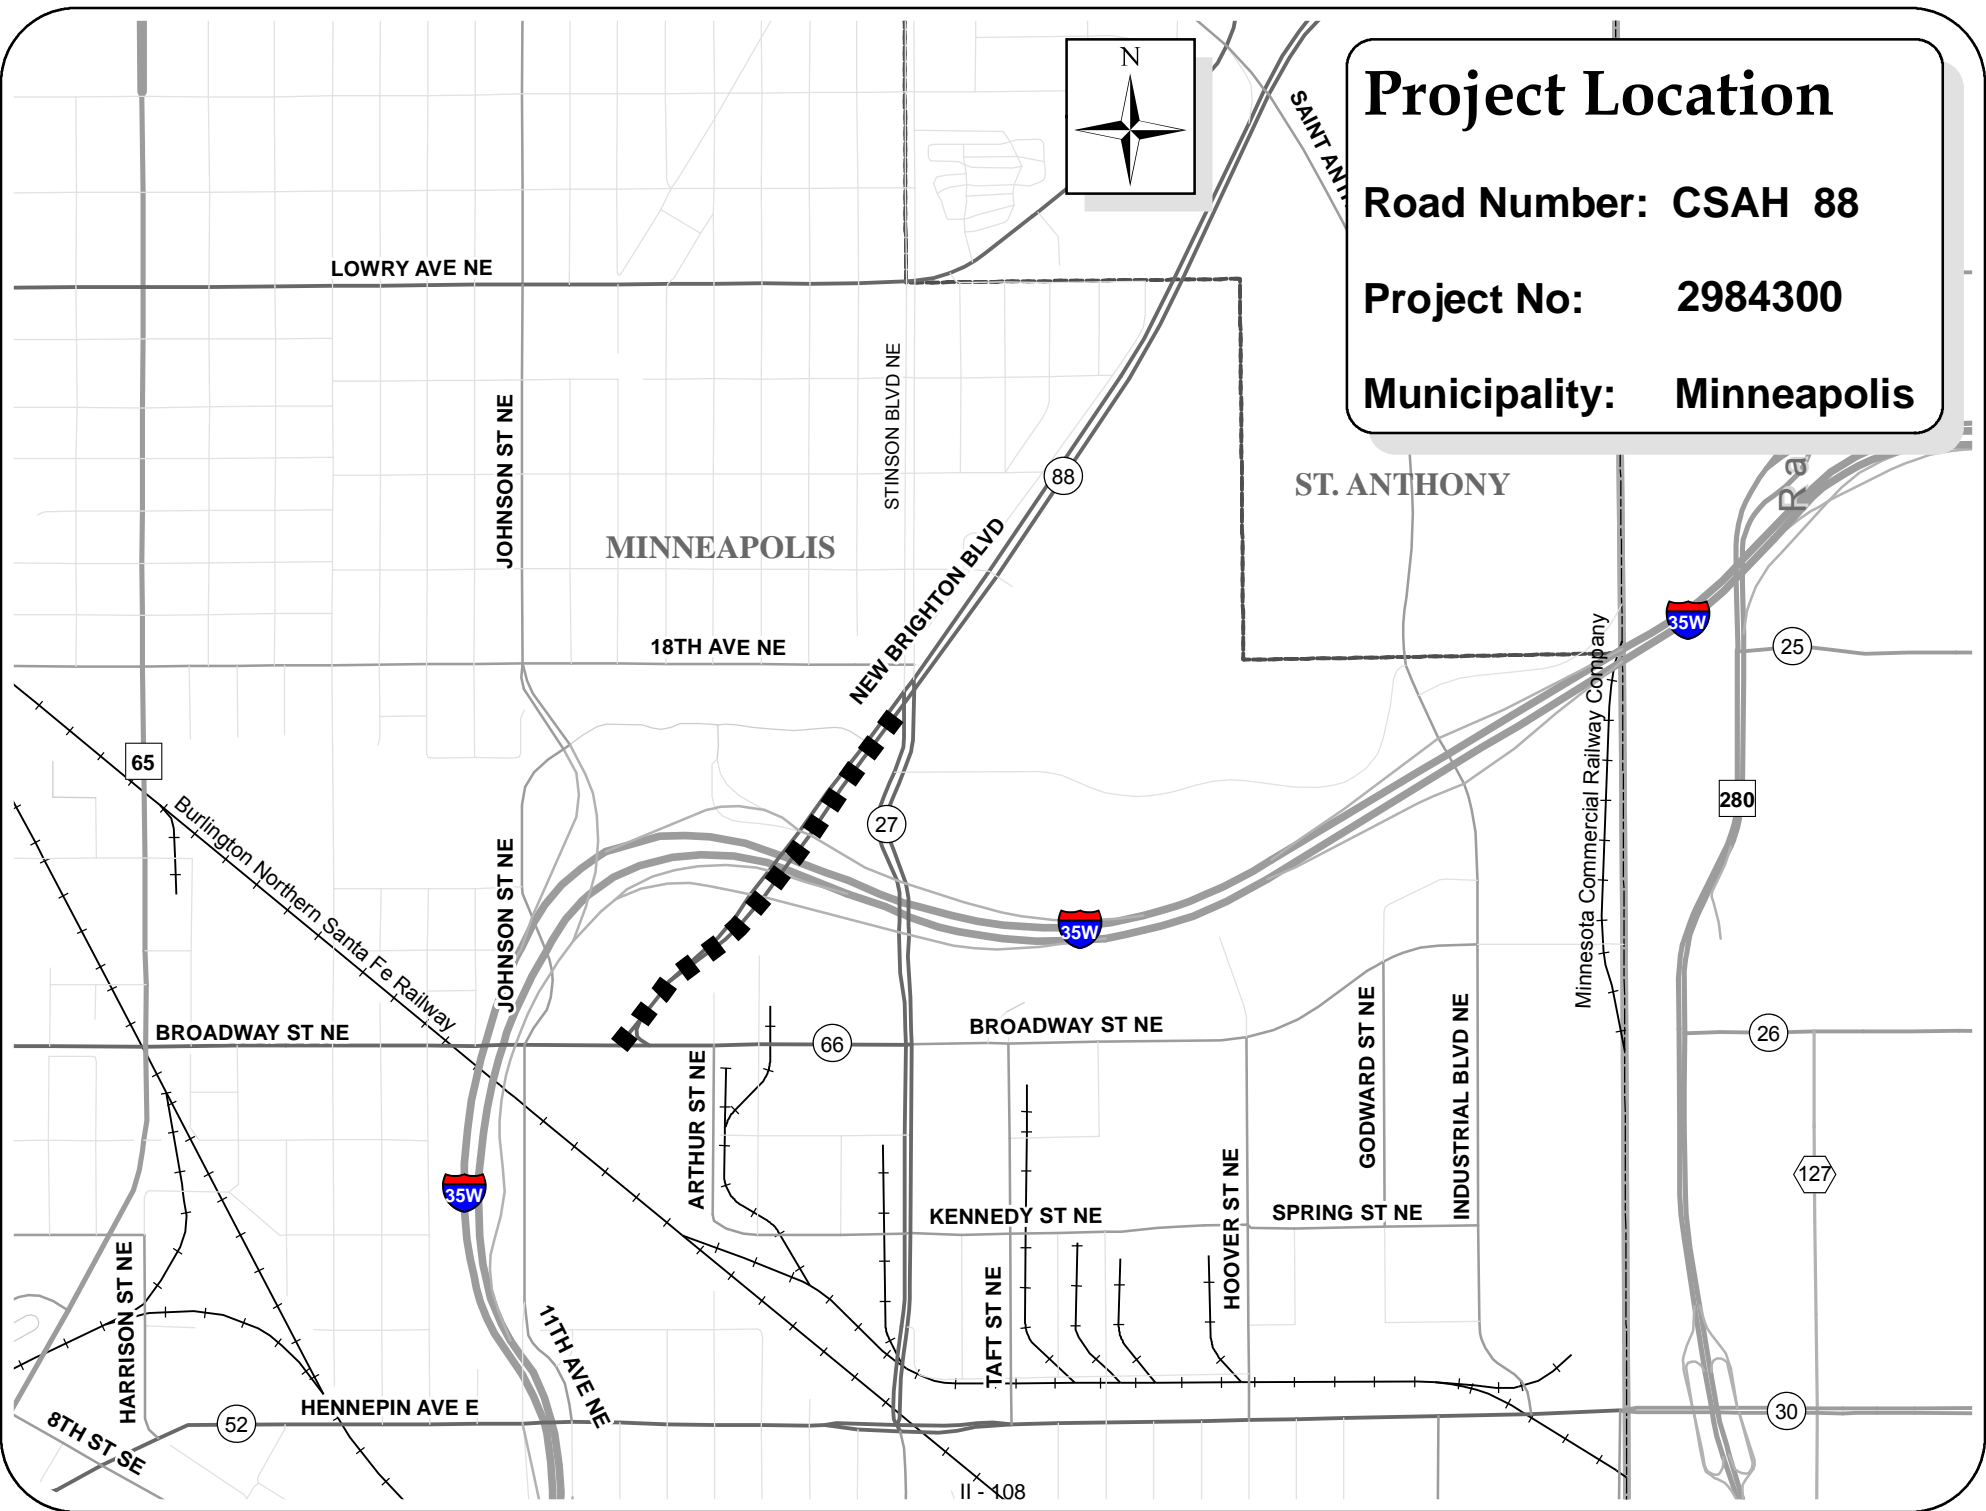 N
Project Location
Road Number: CSAH 88
Project No: 2984300
Municipality: Minneapolis
SAINT ANTH
LOWRY AVE NE
STINSON BLVD NE
JOHNSON ST NE
88
ST. ANTHONY
Ra
MINNEAPOLIS
NEW BRIGHTON BLVD
35W
18TH AVE NE
25
Minnesota Commercial Railway Company
65
280
27
Burlington Northern Santa Fe Railway
JOHNSON ST NE
35W
BROADWAY ST NE
66
BROADWAY ST NE
26
ARTHUR ST NE
GODWARD ST NE
INDUSTRIAL BLVD NE
127
35W
KENNEDY ST NE
SPRING ST NE
HOOVER ST NE
HARRISON ST NE
TAFT ST NE
11TH AVE NE
HENNEPIN AVE E
52
30
8TH ST SE
II - 108